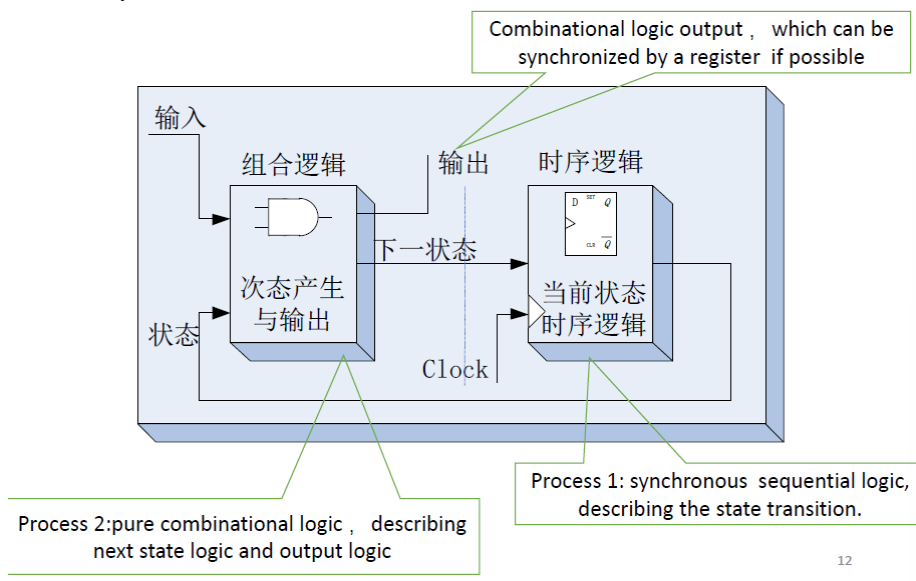 Combinational logic output , which can be
synchronized by a register if possible
输入
组合逻辑
输出
时序逻辑
D SET Q
CLR Q
下一状态
次态产生
与输出
当前状态
时序逻辑
状态
Clock
Process 1: synchronous sequential logic,
describing the state transition.
Process 2:pure combinational logic , describing
next state logic and output logic
12